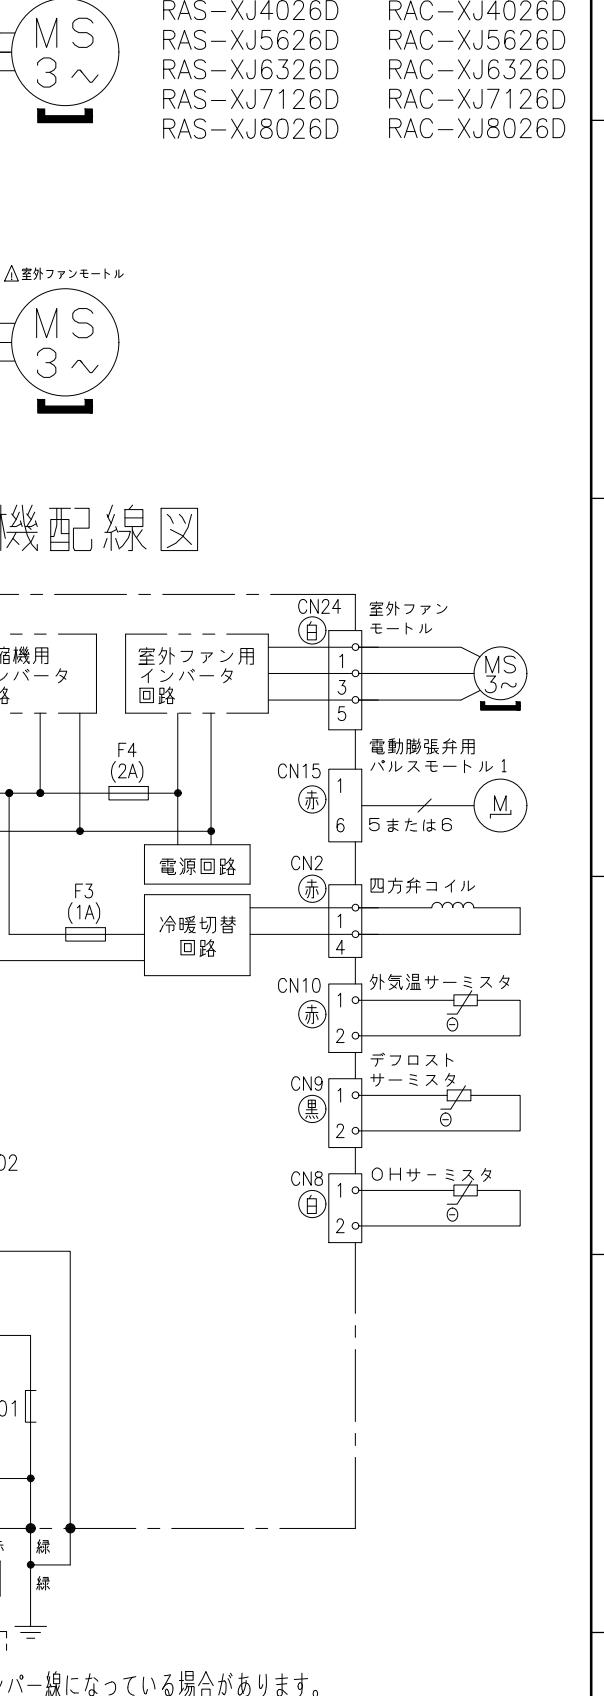 MS
3～
RAS-XJ4026D RAC-XJ4026D
RAS-XJ5626D RAC-XJ5626D
RAS-XJ6326D RAC-XJ6326D
RAS-XJ7126D RAC-XJ7126D
RAS-XJ8026D RAC-XJ8026D
⚠室外ファンモートル
MS
3～
機配線図
縮機用
ンバータ
路
室外ファン用
インバータ
回路
CN24
白
1
3
5
室外ファン
モートル
MS
3～
F4
(2A)
CN15
赤
1
6
電動膨張弁用
パルスモートル1
5または6
M
電源回路
F3
(1A)
冷暖切替
回路
CN2
赤
1
4
四方弁コイル
CN10
赤
1
2
外気温サーミスタ
Θ
CN9
黒
1
2
デフロスト
サーミスタ
Θ
02
CN8
白
1
2
OHサーミスタ
Θ
01
緑
緑
ンパー線になっている場合があります。